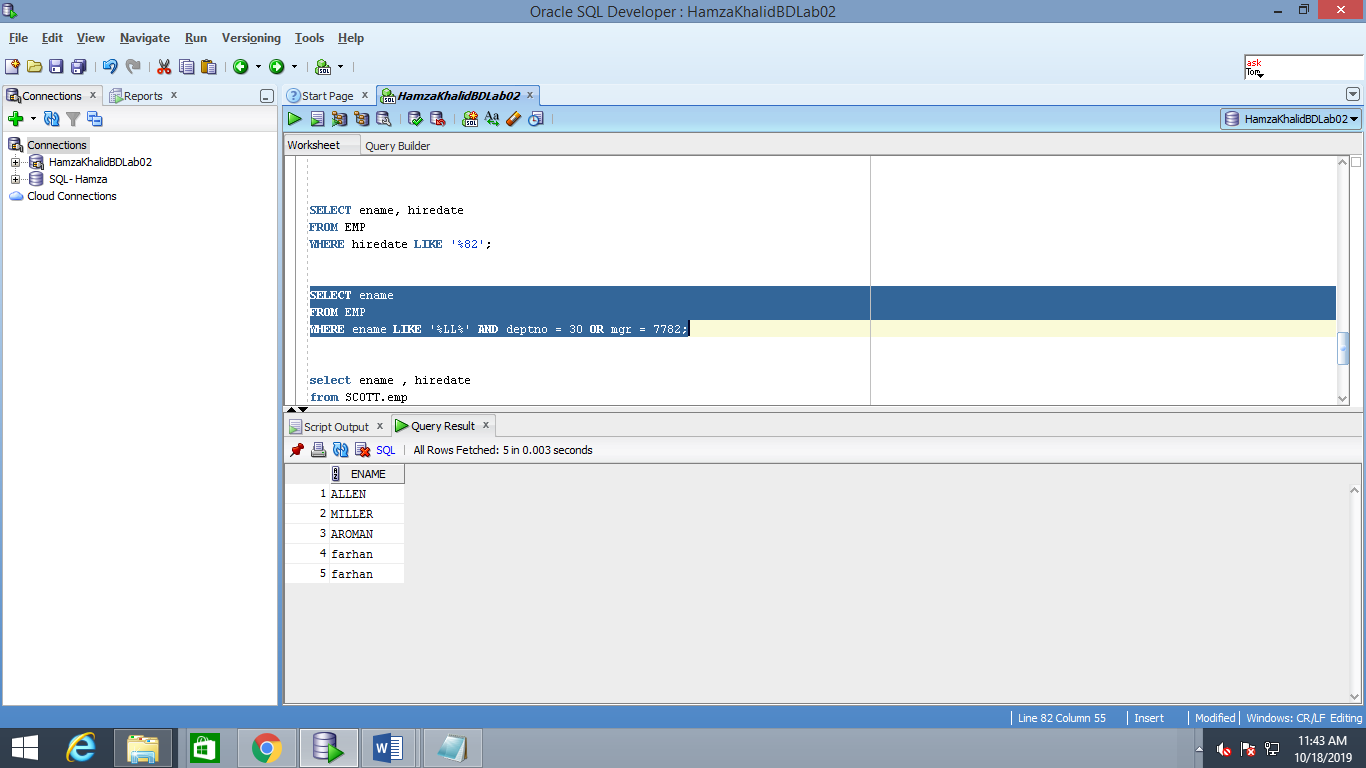 Oracle SQL Developer : HamzaKhalidBDLab02
File Edit View Navigate Run Versioning Tools Help
ask
Tom
Connections x Reports x
Start Page x HamzaKhalidBDLab02 x
HamzaKhalidBDLab02
Connections
HamzaKhalidBDLab02
SQL- Hamza
Cloud Connections
Worksheet Query Builder
SELECT ename, hiredate
FROM EMP
WHERE hiredate LIKE '%82';
SELECT ename
FROM EMP
WHERE ename LIKE '%LL%' AND deptno = 30 OR mgr = 7782;
select ename , hiredate
from SCOTT.emp
Script Output x Query Result x
SQL | All Rows Fetched: 5 in 0.003 seconds
ENAME
1 ALLEN
2 MILLER
3 AROMAN
4 farhan
5 farhan
Line 82 Column 55 | Insert | Modified | Windows: CR/LF Editing
11:43 AM
10/18/2019